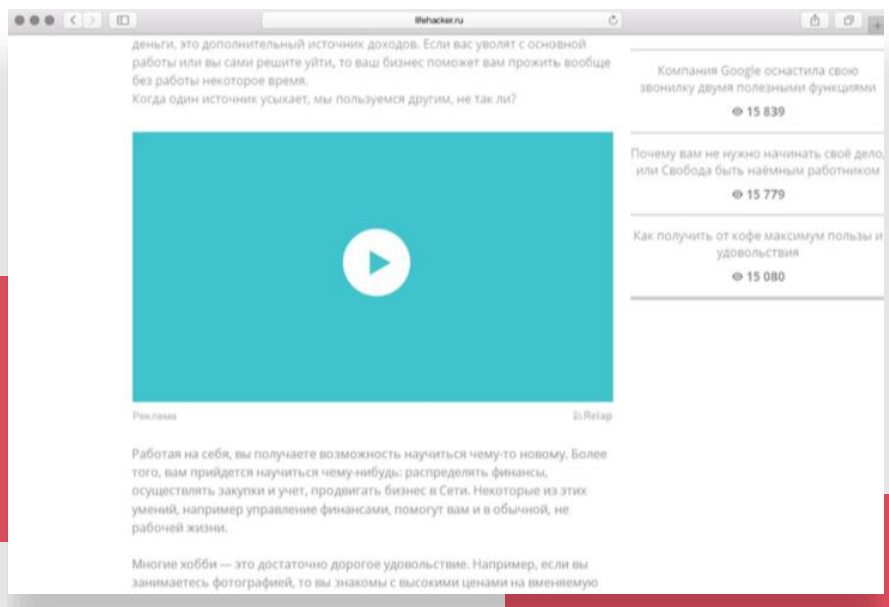 lifehacker.ru
деньги, это дополнительный источник доходов. Если вас уволят с основной
работы или вы сами решите уйти, то ваш бизнес поможет вам прожить вообще
без работы некоторое время.
Когда один источник усыхает, мы пользуемся другим, не так ли?
Реклама
Relap
Работая на себя, вы получаете возможность научиться чему-то новому. Более
того, вам прийдется научиться чему-нибудь: распределять финансы,
осуществлять закупки и учет, продвигать бизнес в Сети. Некоторые из этих
умений, например управление финансами, помогут вам и в обычной, не
рабочей жизни.
Многие хобби — это достаточно дорогое удовольствие. Например, если вы
занимаетесь фотографией, то вы знакомы с высокими ценами на вменяемую
Компания Google оснастила свою
звонилку двумя полезными функциями
15 839
Почему вам не нужно начинать своё дело,
или Свобода быть наёмным работником
15 779
Как получить от кофе максимум пользы и
удовольствия
15 080